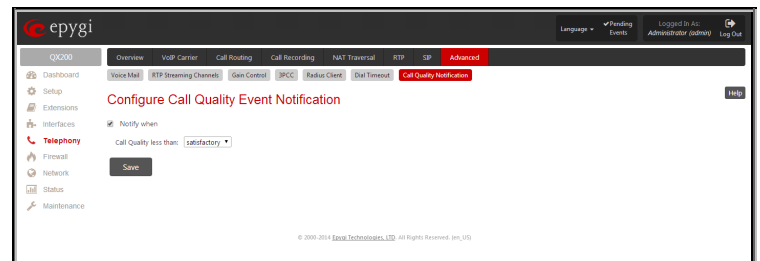 epygi
Language
Pending Events
Logged In As:
Administrator (admin)
Log Out
QX200
Overview VoIP Carrier Call Routing Call Recording NAT Traversal RTP SIP Advanced
Dashboard
Voice Mail RTP Streaming Channels Gain Control 3PCC Radius Client Dial Timeout Call Quality Notification
Setup
Configure Call Quality Event Notification
Help
Extensions
Interfaces
Notify when
Telephony
Call Quality less than: satisfactory
Firewall
Save
Network
Status
Maintenance
© 2000-2014 Epygi Technologies, LTD. All Rights Reserved. (en_US)